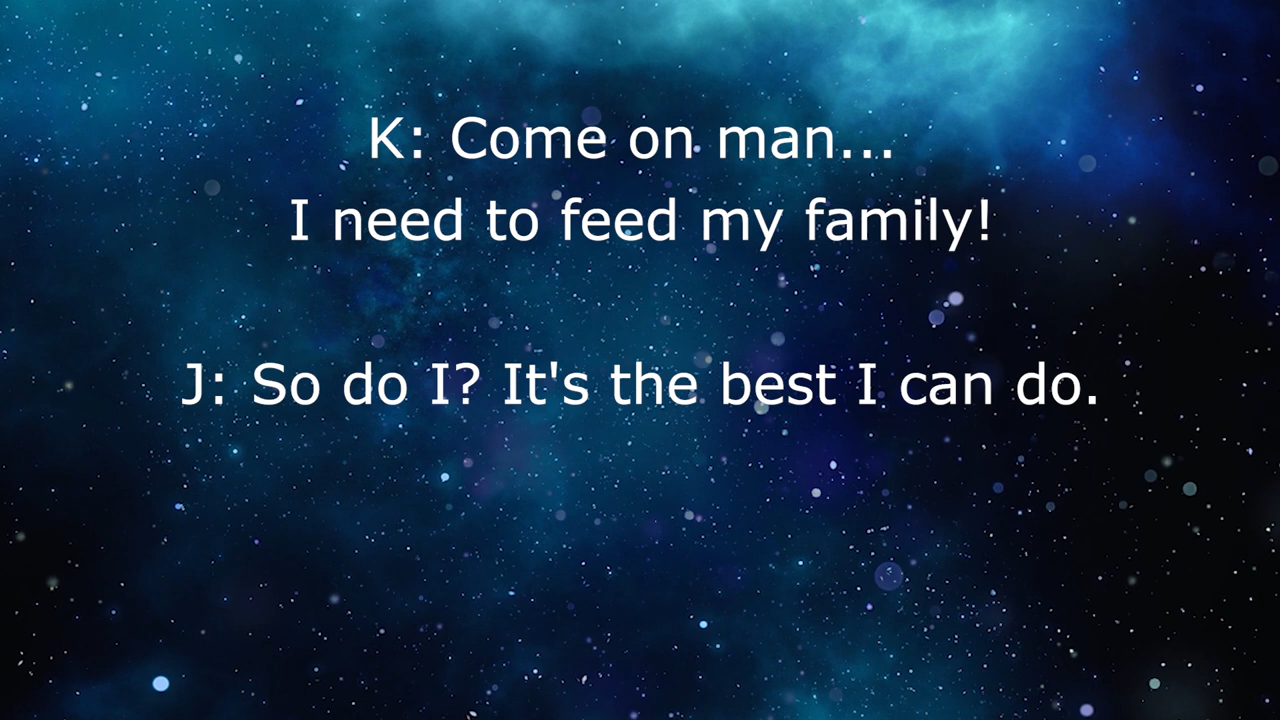 K: Come on man...
I need to feed my family!
J: So do I? It's the best I can do.